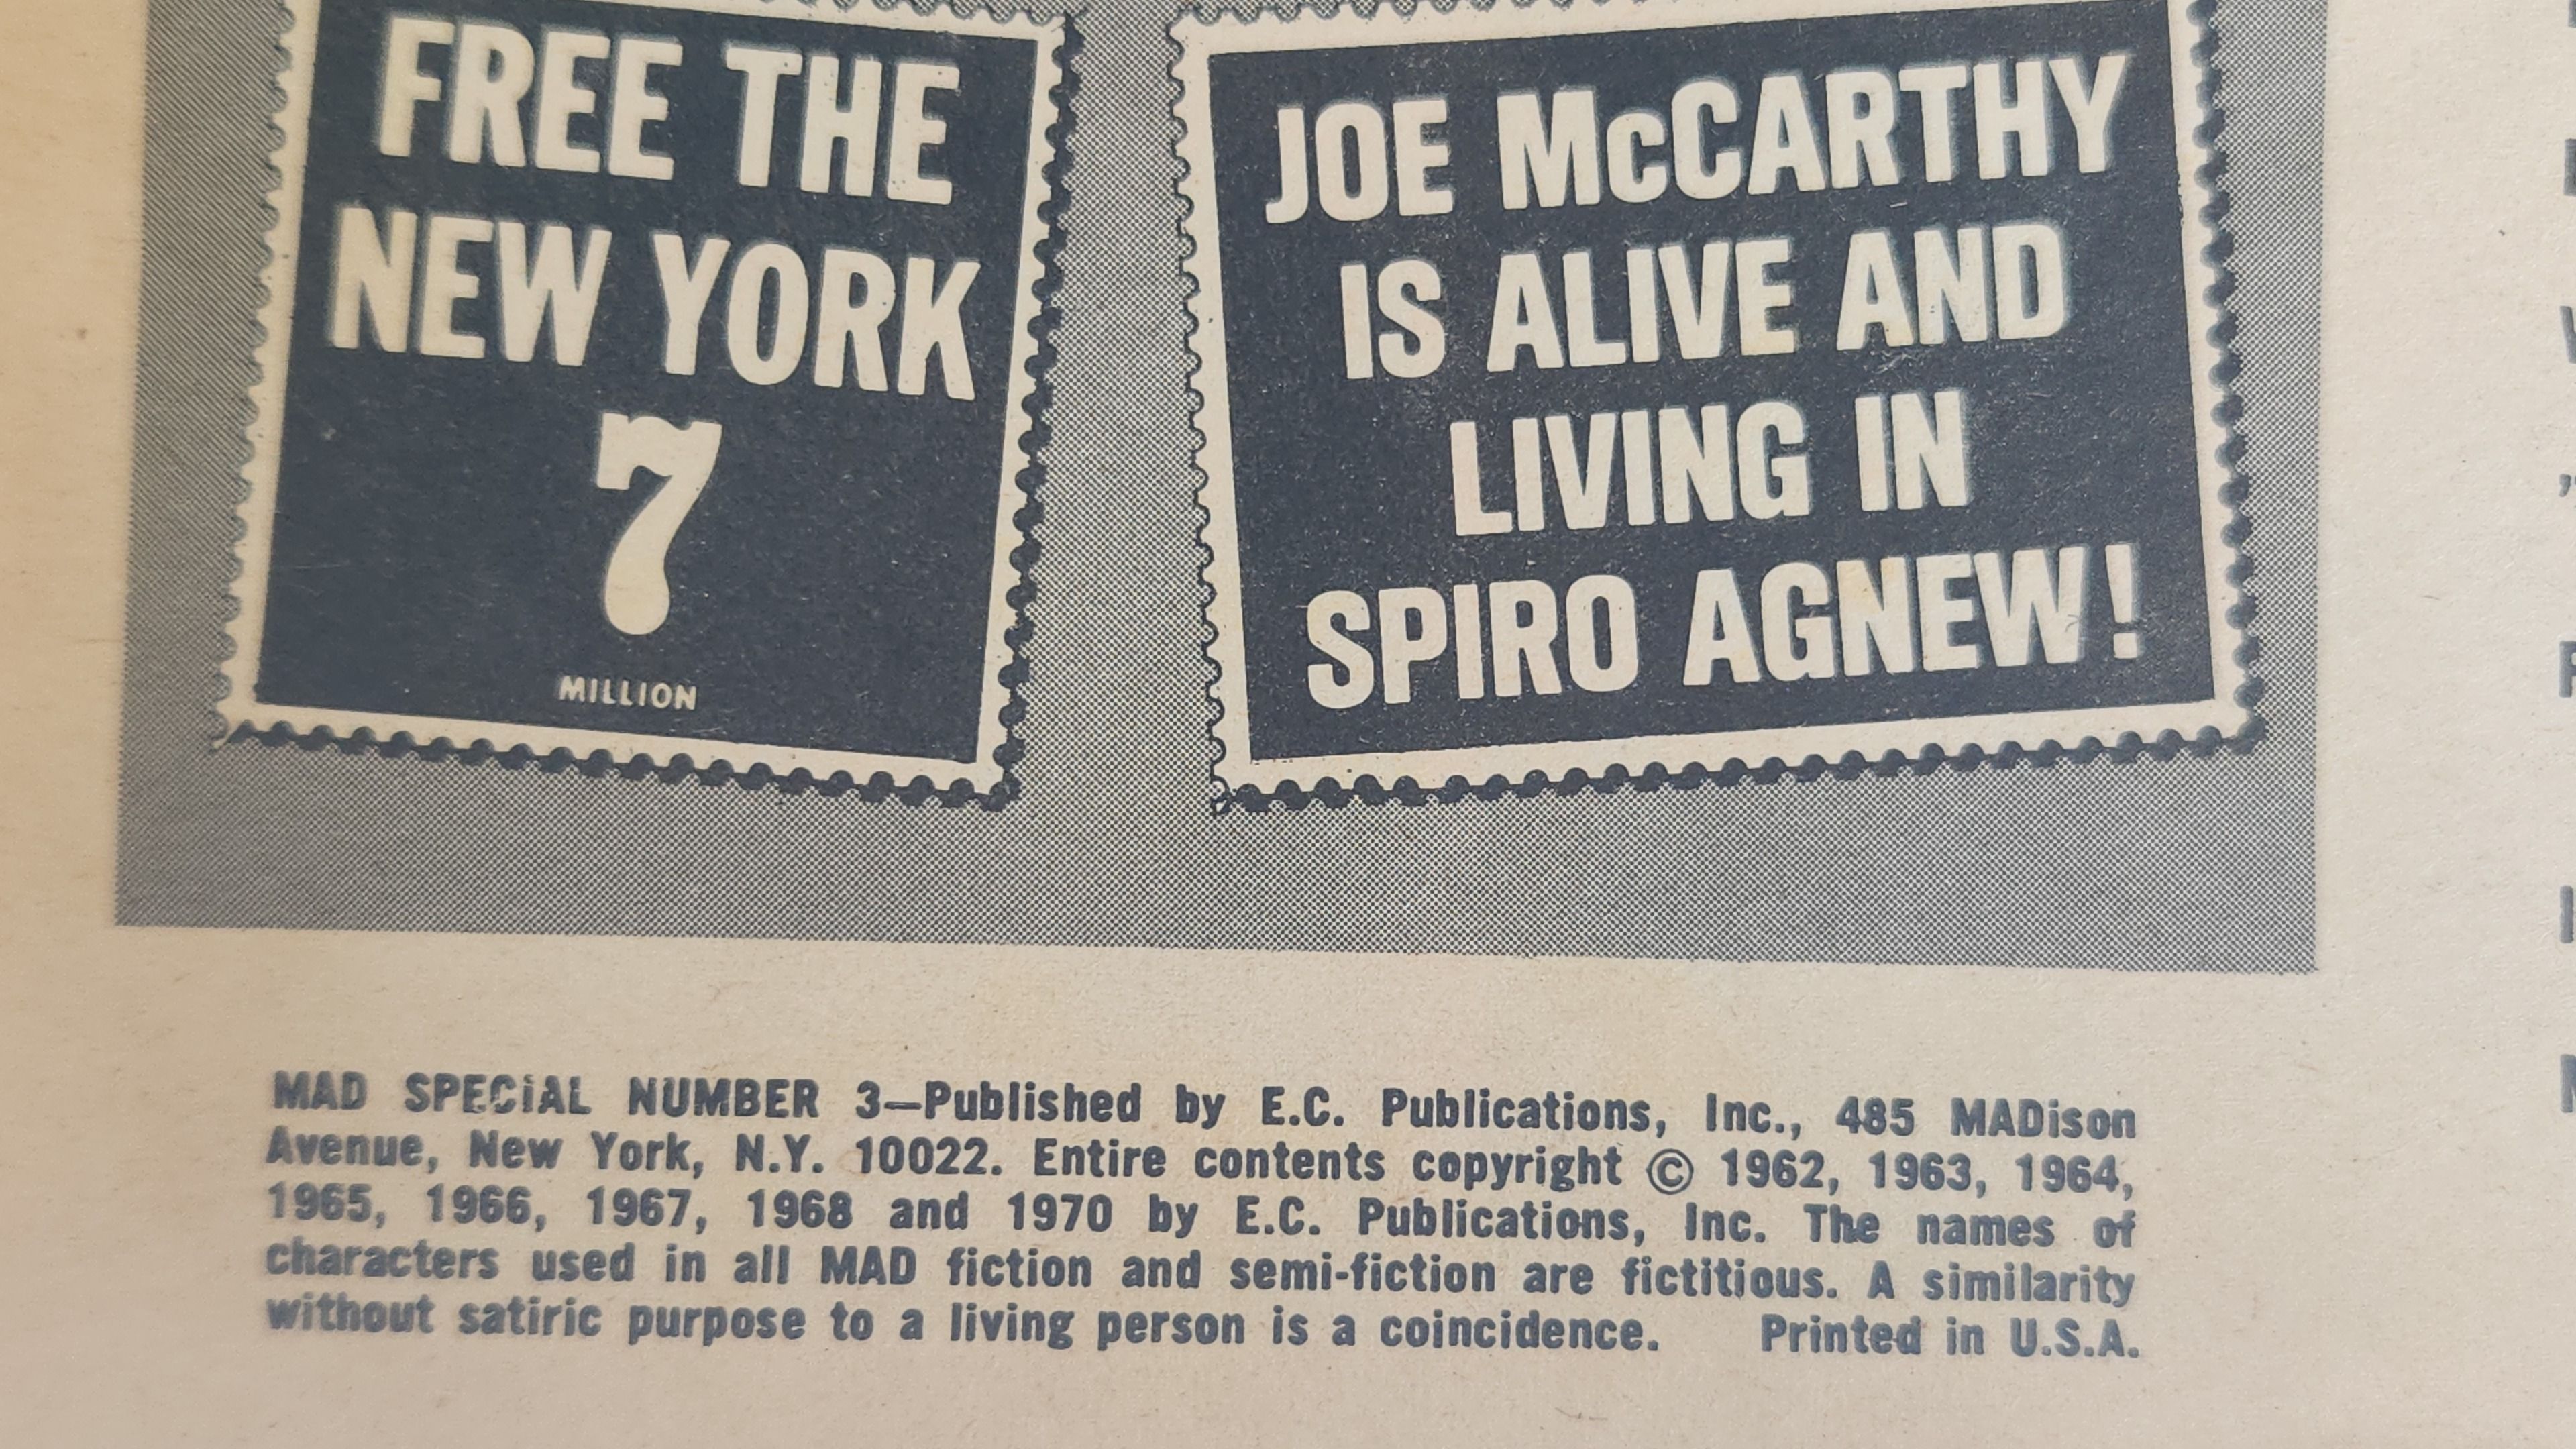 FREE THE
NEW YORK
7
MILLION
JOE McCARTHY
IS ALIVE AND
LIVING IN
SPIRO AGNEW!
MAD SPECiAL NUMBER 3—Published by E.C. Publications, Inc., 485 MADison
Avenue, New York, N.Y. 10022. Entire contents copyright © 1962, 1963, 1964,
1965, 1966, 1967, 1968 and 1970 by E.C. Publications, Inc. The names of
characters used in all MAD fiction and semi-fiction are fictitious. A similarity
without satiric purpose to a living person is a coincidence. Printed in U.S.A.